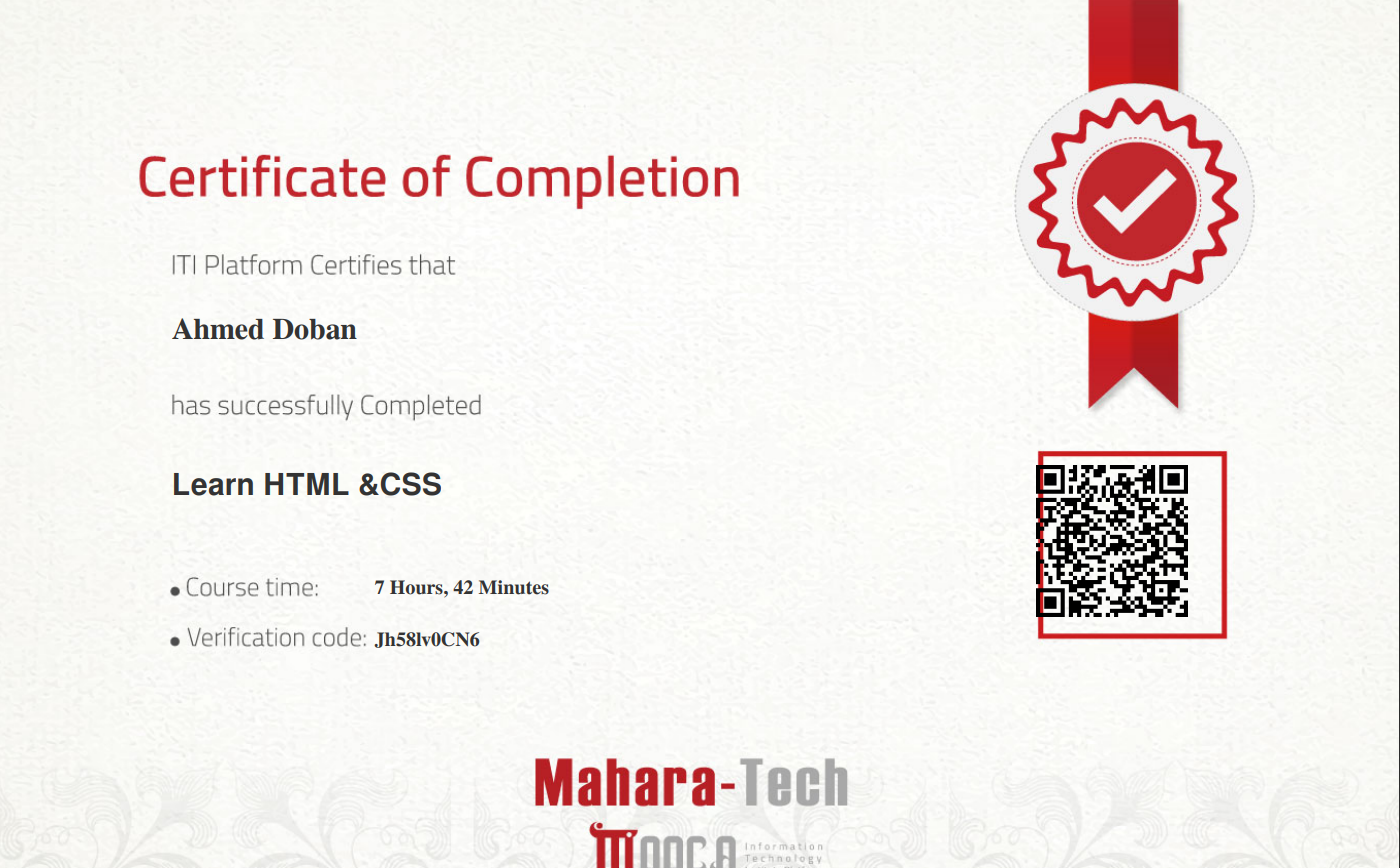 Certificate of Completion
ITI Platform Certifies that
Ahmed Doban
has successfully Completed
Learn HTML &CSS
• Course time: 7 Hours, 42 Minutes
• Verification code: Jh58lv0CN6
Mahara-Tech
Information
Technology